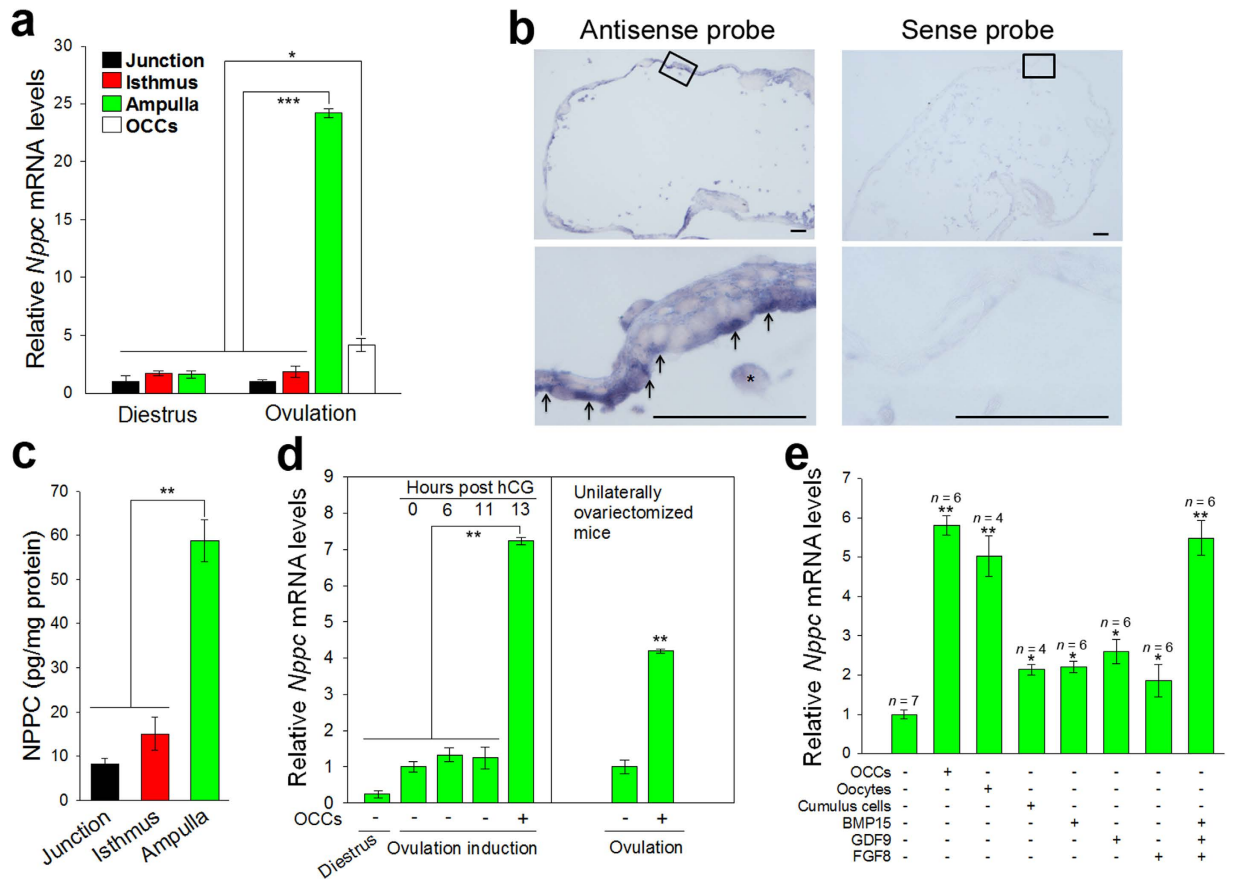 a
Relative Nppc mRNA levels
30
25
20
15
10
5
0
Junction
Isthmus
Ampulla
OCCs
*
***
Diestrus Ovulation
b
Antisense probe Sense probe
*
c
NPPC (pg/mg protein)
70
60
50
40
30
20
10
0
**
Junction
Isthmus
Ampulla
d
Relative Nppc mRNA levels
9
8
7
6
5
4
3
2
1
0
Hours post hCG
0 6 11 13
**
Unilaterally
ovariectomized
mice
**
OCCs - - - + - +
Diestrus
Ovulation induction
Ovulation
e
Relative Nppc mRNA levels
7
6
5
4
3
2
1
0
n = 7
n = 6
**
n = 4
**
n = 4
*
n = 6
*
n = 6
*
n = 6
*
n = 6
**
OCCs - + - - - - - -
Oocytes - - + - - - - -
Cumulus cells - - - + - - - -
BMP15 - - - - + - - +
GDF9 - - - - - + - +
FGF8 - - - - - - + +